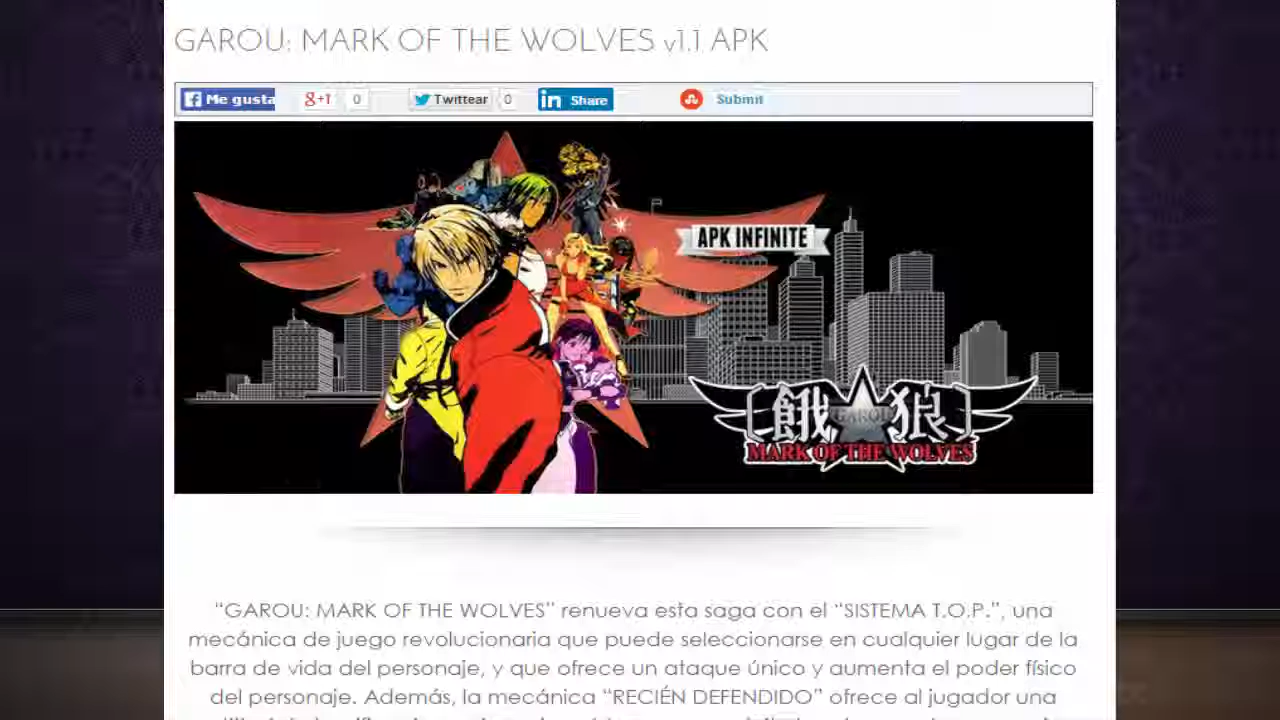 GAROU: MARK OF THE WOLVES v1.1 APK
Me gusta
g+1 0
Twittear 0
in Share
Submit
APK INFINITE
餓 GAROU 狼
MARK OF THE WOLVES
“GAROU: MARK OF THE WOLVES” renueva esta saga con el “SISTEMA T.O.P.”, una
mecánica de juego revolucionaria que puede seleccionarse en cualquier lugar de la
barra de vida del personaje, y que ofrece un ataque único y aumenta el poder físico
del personaje. Además, la mecánica “RECIÉN DEFENDIDO” ofrece al jugador una